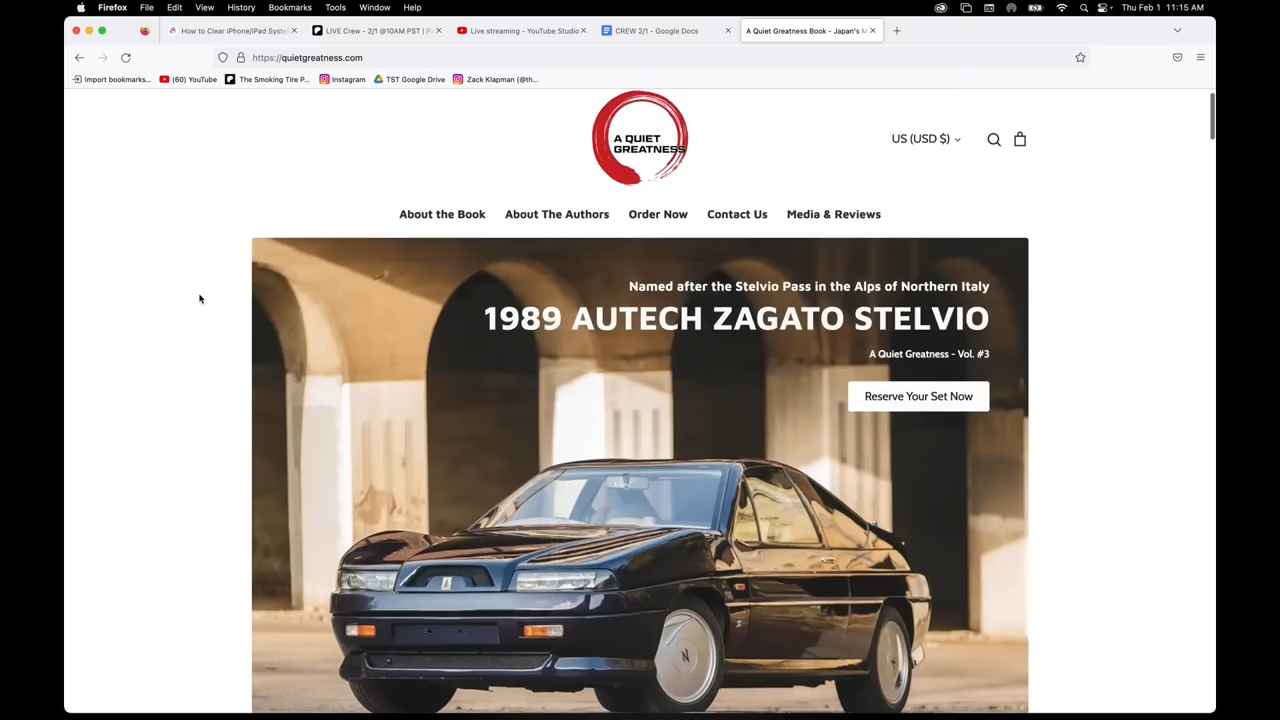 Firefox File Edit View History Bookmarks Tools Window Help Thu Feb 1 11:15 AM
How to Clear iPhone/iPad Syste LIVE Crew - 2/1 @10AM PST | P Live streaming - YouTube Studio CREW 2/1 - Google Docs A Quiet Greatness Book - Japan's M
https://quietgreatness.com
Import bookmarks... (60) YouTube The Smoking Tire P... Instagram TST Google Drive Zack Klapman (@th...
A QUIET
GREATNESS
US (USD $)
About the Book About The Authors Order Now Contact Us Media & Reviews
Named after the Stelvio Pass in the Alps of Northern Italy
1989 AUTECH ZAGATO STELVIO
A Quiet Greatness - Vol. #3
Reserve Your Set Now
Z